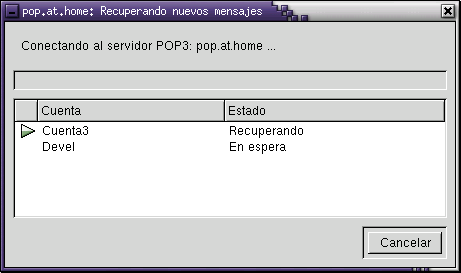 pop.at.home: Recuperando nuevos mensajes
Conectando al servidor POP3: pop.at.home ...
Cuenta Estado
Cuenta3 Recuperando
Devel En espera
Cancelar